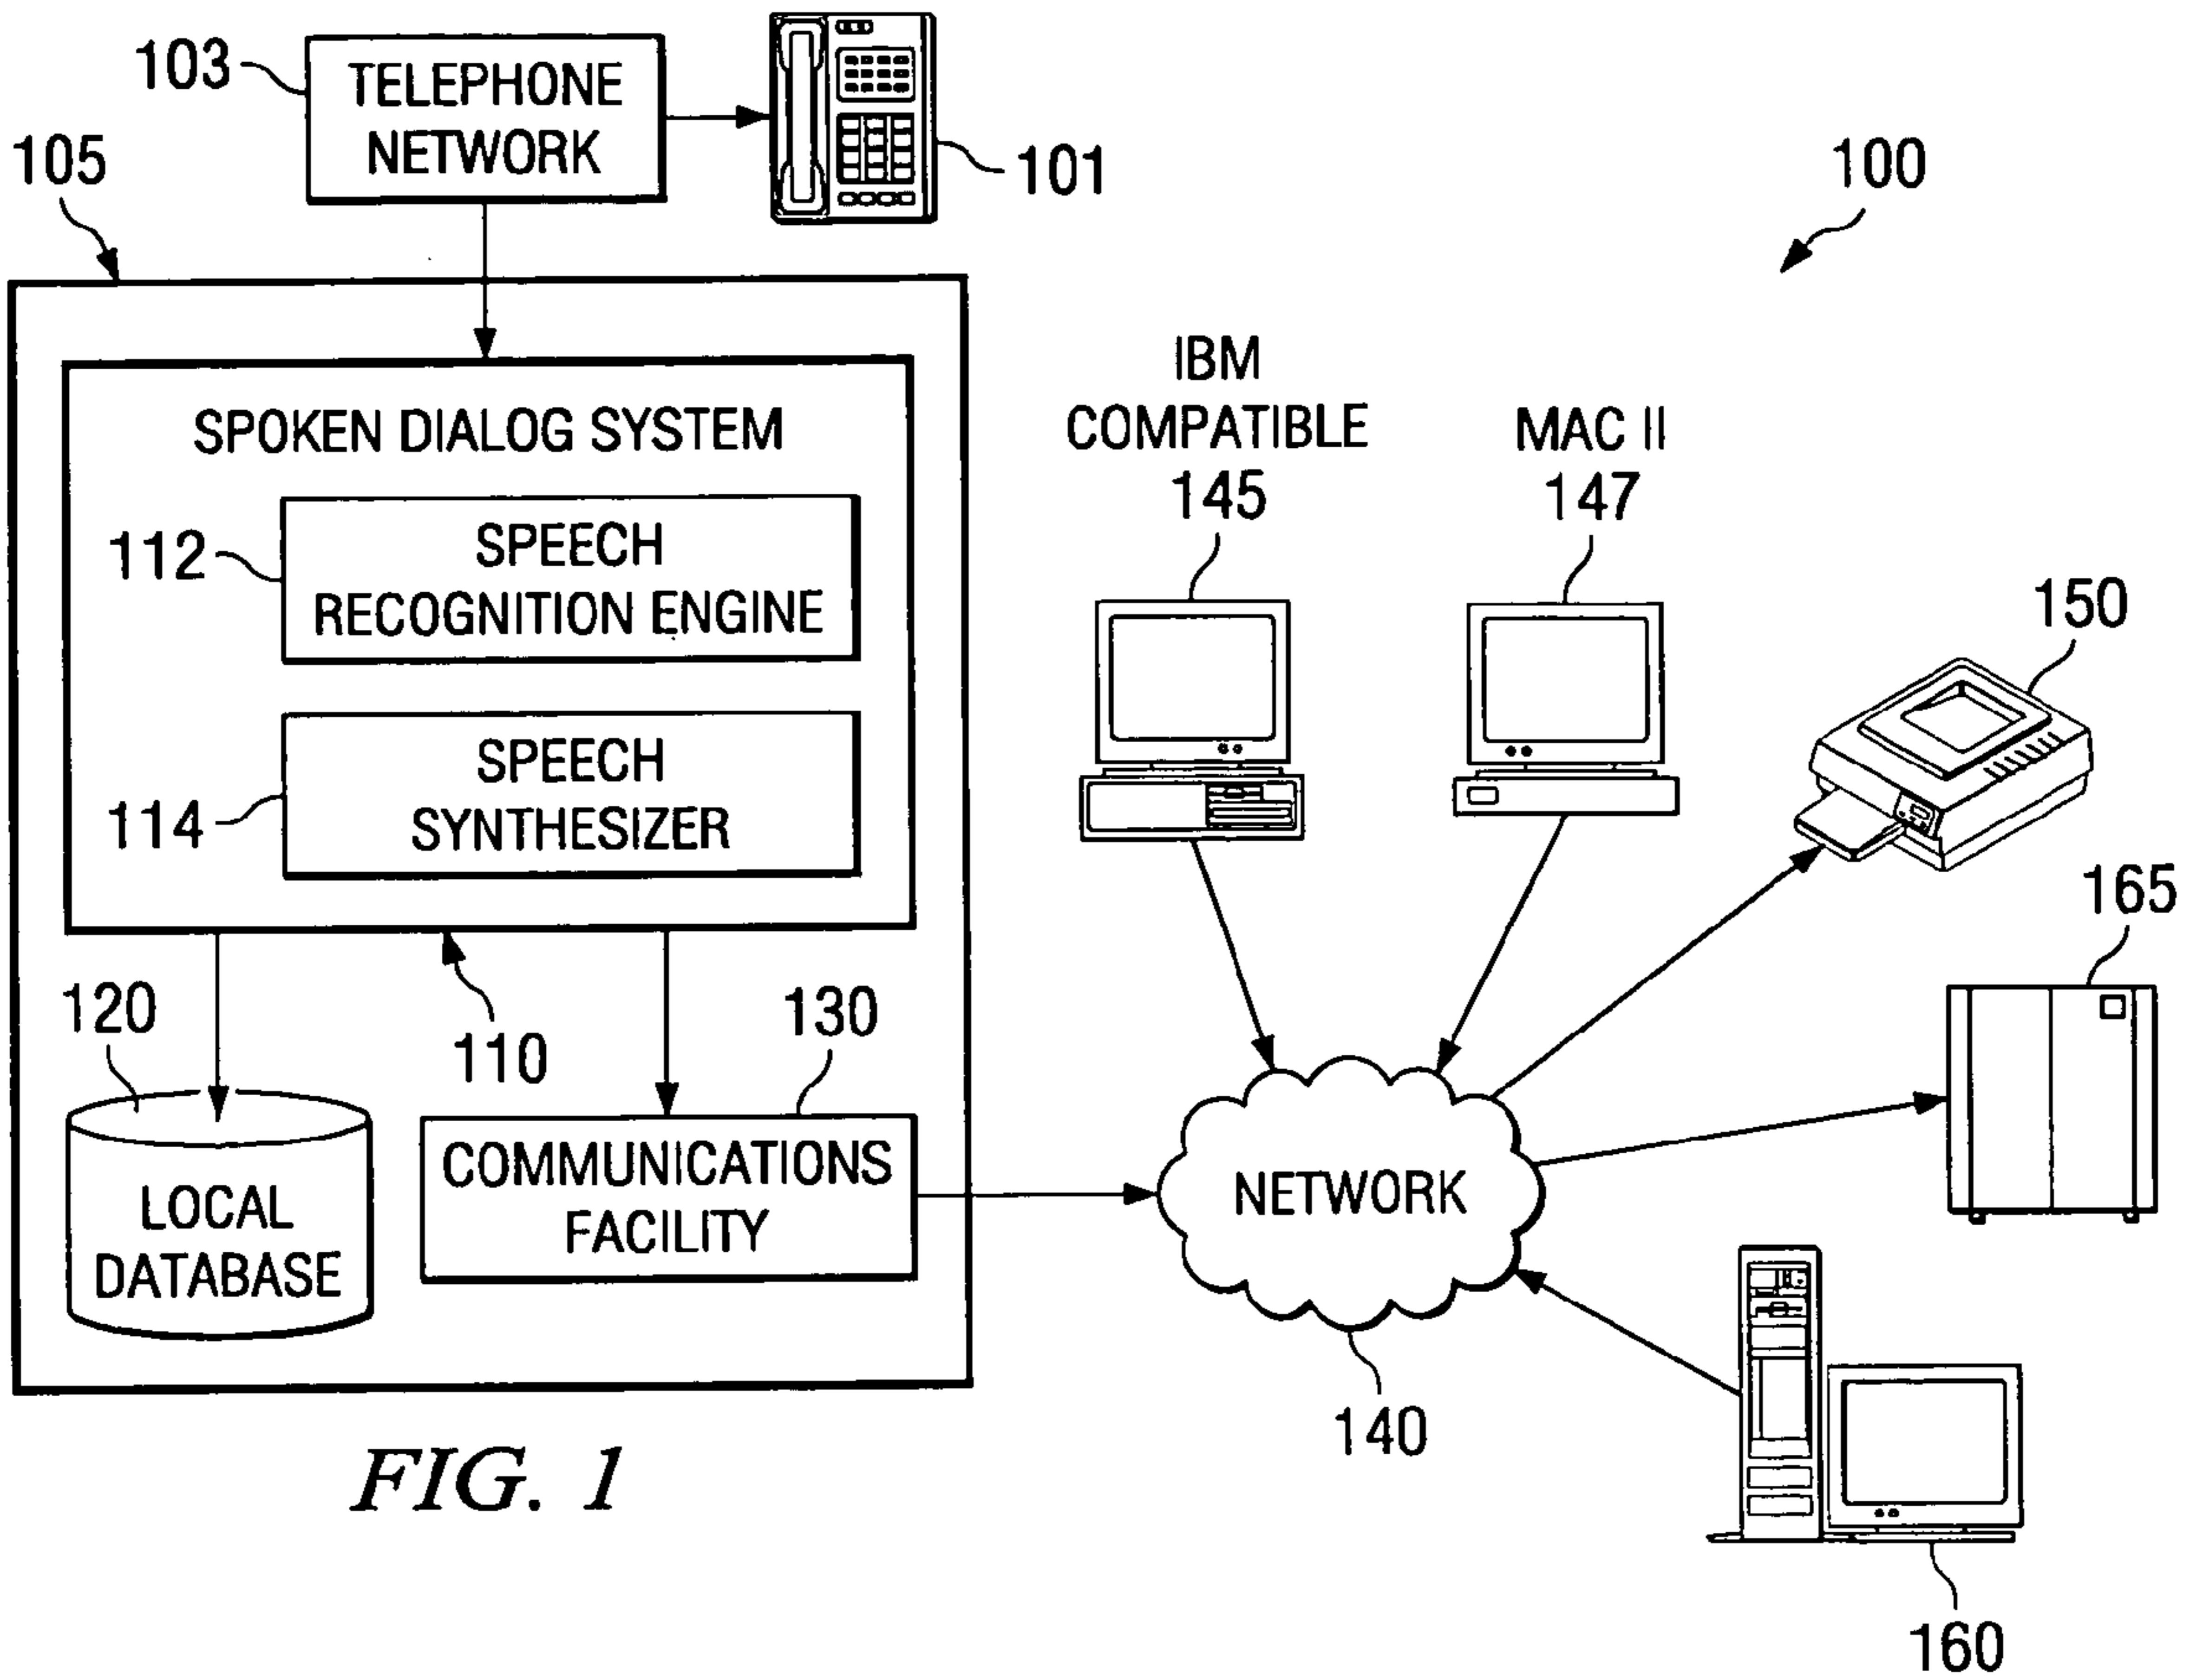 103
TELEPHONE
NETWORK
101
105
100
SPOKEN DIALOG SYSTEM
112
SPEECH
RECOGNITION ENGINE
114
SPEECH
SYNTHESIZER
120
110
130
LOCAL
DATABASE
COMMUNICATIONS
FACILITY
IBM
COMPATIBLE
145
MAC II
147
150
165
NETWORK
140
160
FIG. 1